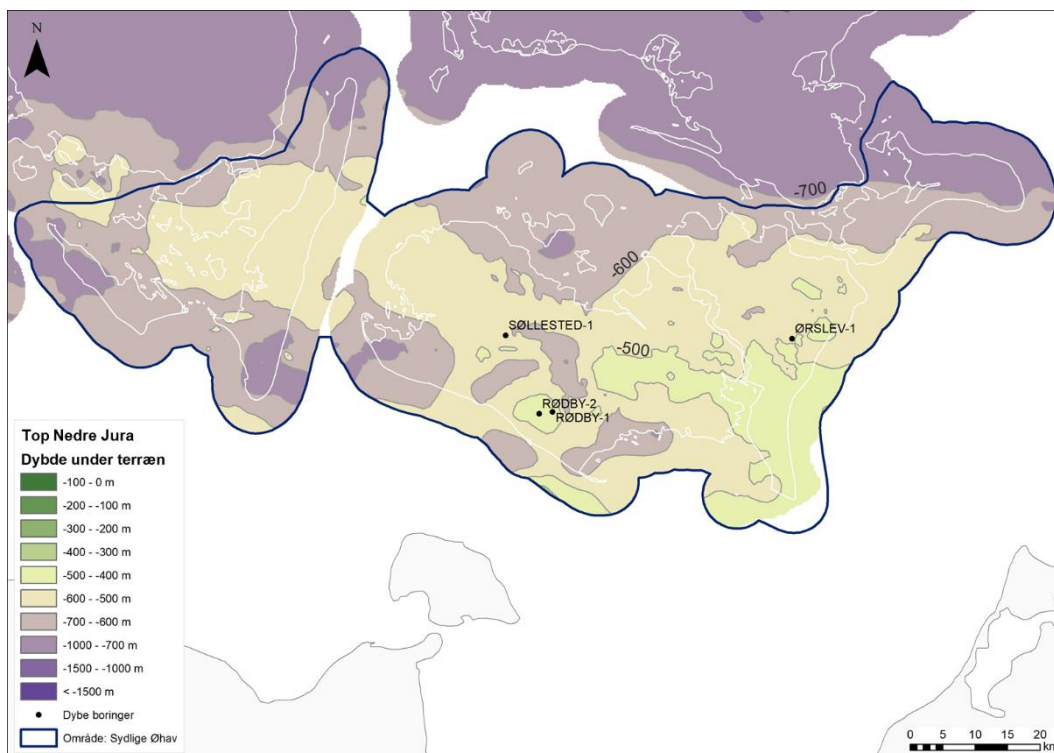 N
-700
-600
SØLLESTED-1
ØRSLEV-1
-500
RØDBY-2
RØDBY-1
Top Nedre Jura
Dybde under terræn
-100 - 0 m
-200 - -100 m
-300 - -200 m
-400 - -300 m
-500 - -400 m
-600 - -500 m
-700 - -600 m
-1000 - -700 m
-1500 - -1000 m
< -1500 m
Dybe boringer
Område: Sydlige Øhav
0 5 10 15 20
km